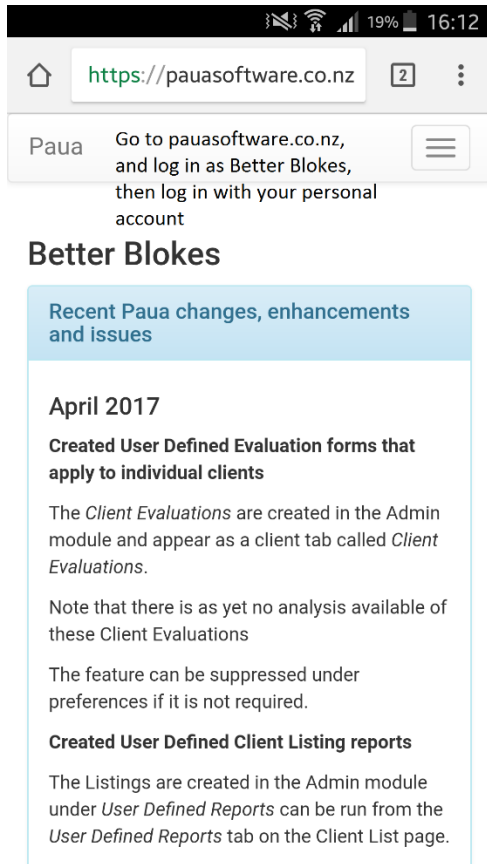 19% 16:12
https://pauasoftware.co.nz 2
Paua
Go to pauasoftware.co.nz,
and log in as Better Blokes,
then log in with your personal
account
Better Blokes
Recent Paua changes, enhancements
and issues
April 2017
Created User Defined Evaluation forms that
apply to individual clients
The Client Evaluations are created in the Admin
module and appear as a client tab called Client
Evaluations.
Note that there is as yet no analysis available of
these Client Evaluations
The feature can be suppressed under
preferences if it is not required.
Created User Defined Client Listing reports
The Listings are created in the Admin module
under User Defined Reports can be run from the
User Defined Reports tab on the Client List page.